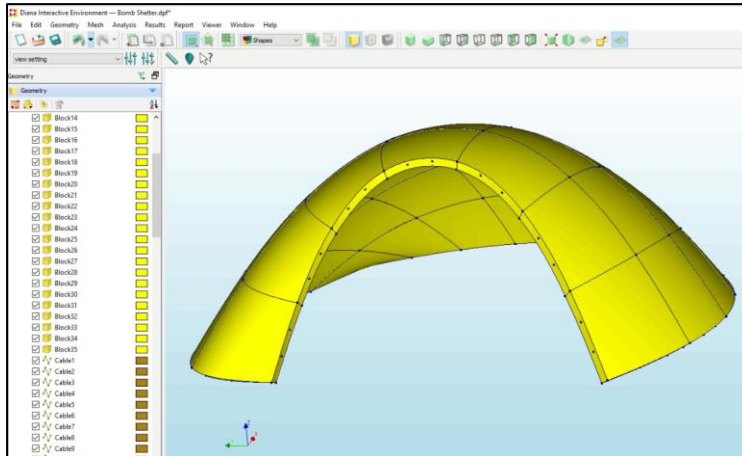 Diana Interactive Environment — Bomb Shelter.dpf*
File Edit Geometry Mesh Analysis Results Report Viewer Window Help
Shapes
view setting
Geometry
Geometry
Block14
Block15
Block16
Block17
Block18
Block19
Block20
Block21
Block22
Block23
Block24
Block25
Block26
Block27
Block28
Block29
Block30
Block31
Block32
Block33
Block34
Block35
Cable1
Cable2
Cable3
Cable4
Cable5
Cable6
Cable7
Cable8
Cable9